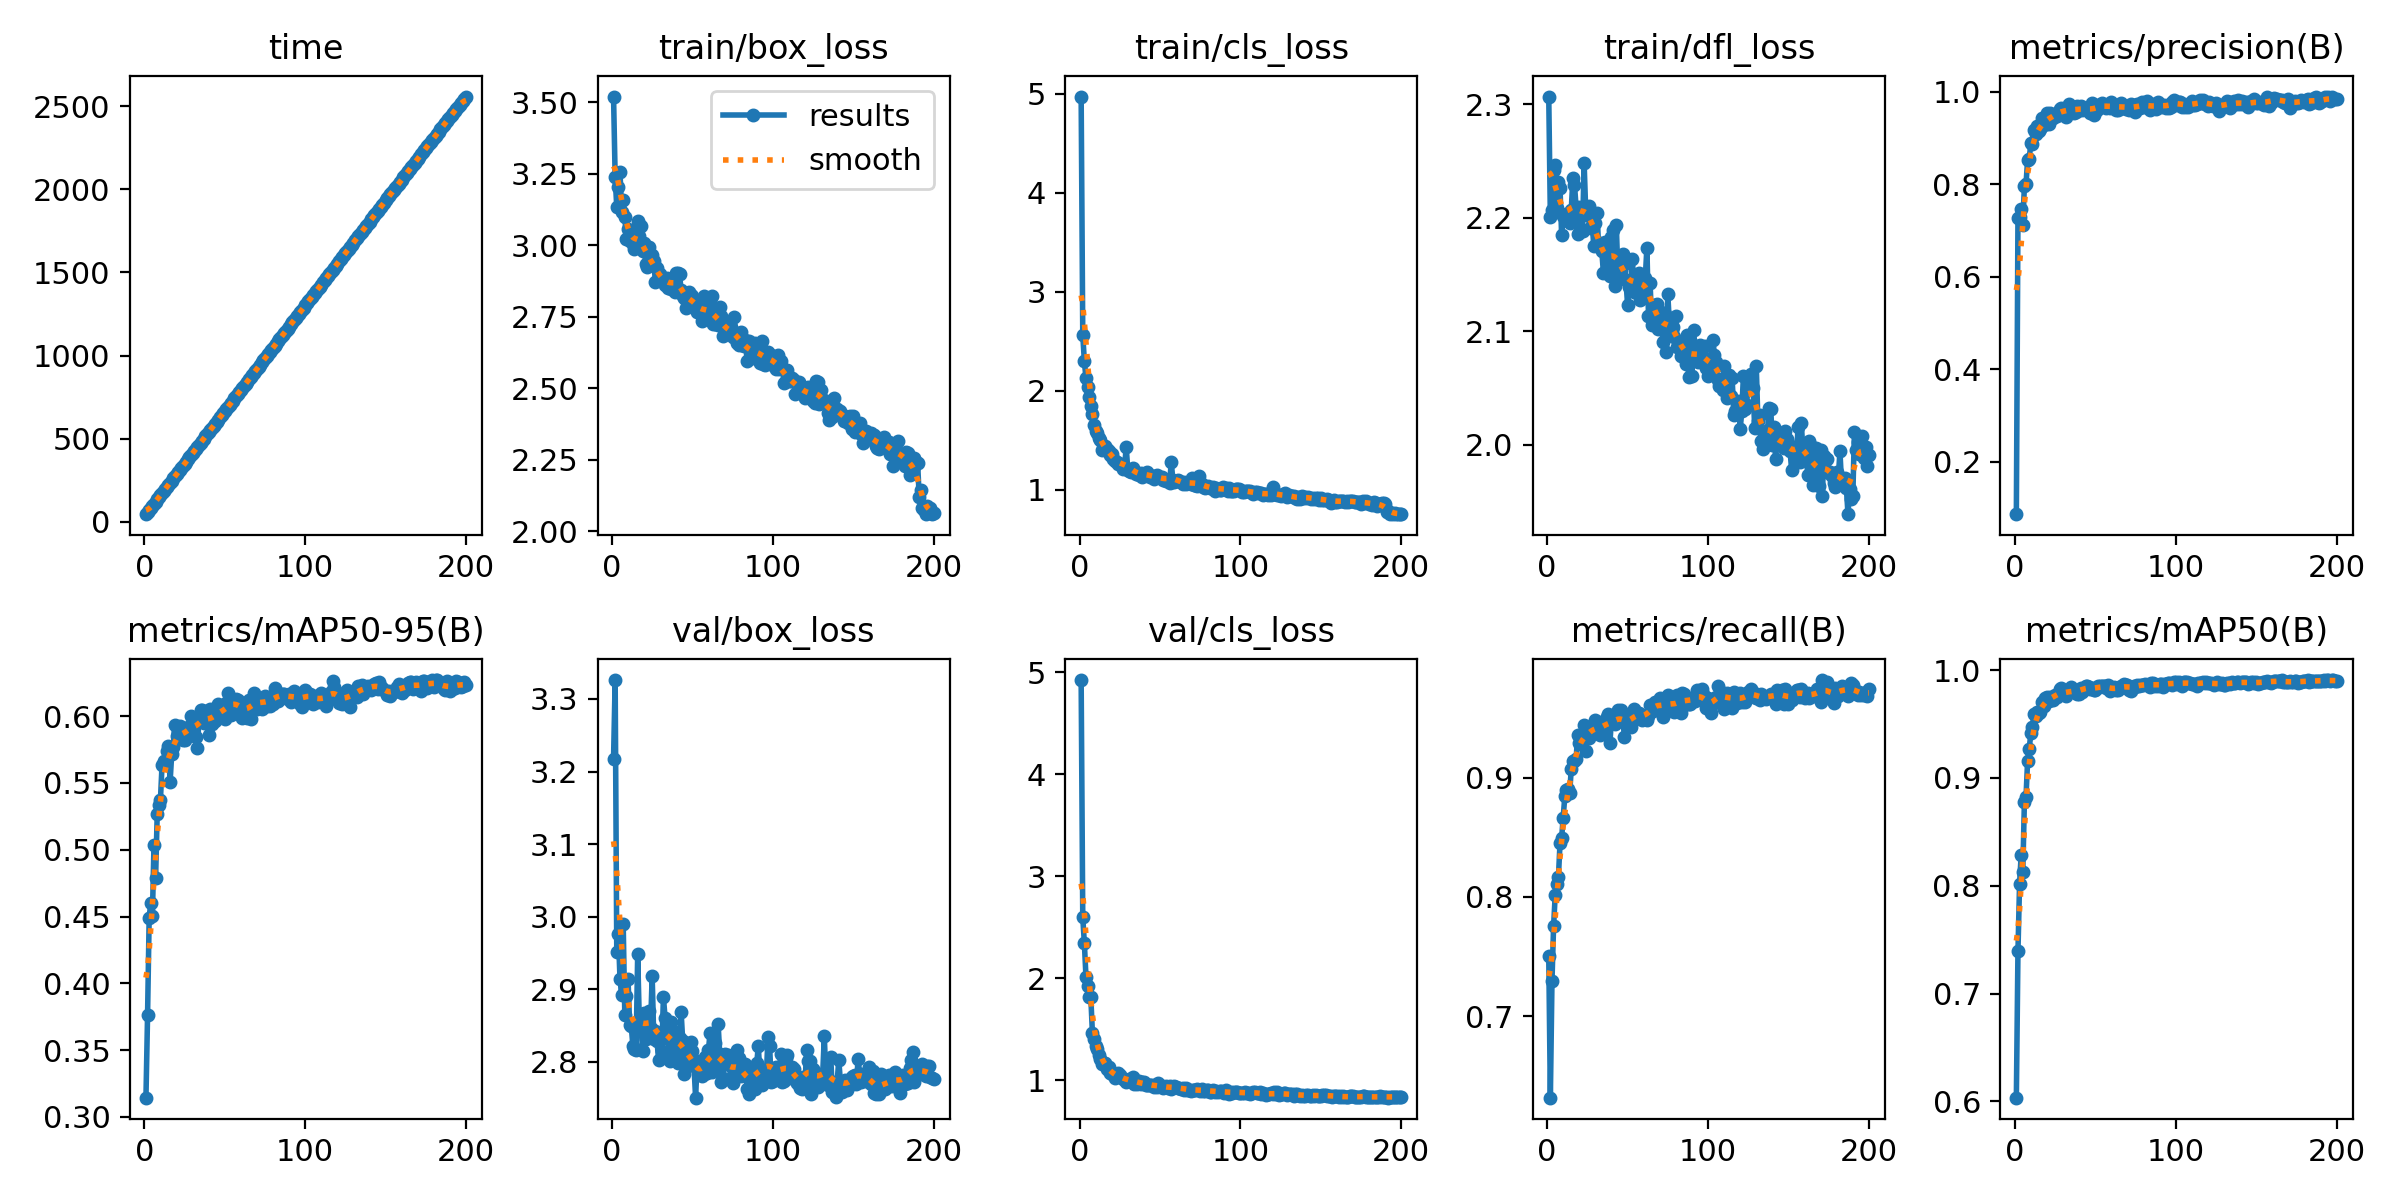 time
2500
2000
1500
1000
500
0
0 100 200
train/box_loss
results
smooth
3.50
3.25
3.00
2.75
2.50
2.25
2.00
0 100 200
train/cls_loss
5
4
3
2
1
0 100 200
train/dfl_loss
2.3
2.2
2.1
2.0
0 100 200
metrics/precision(B)
1.0
0.8
0.6
0.4
0.2
0 100 200
metrics/mAP50-95(B)
0.60
0.55
0.50
0.45
0.40
0.35
0.30
0 100 200
val/box_loss
3.3
3.2
3.1
3.0
2.9
2.8
0 100 200
val/cls_loss
5
4
3
2
1
0 100 200
metrics/recall(B)
0.9
0.8
0.7
0 100 200
metrics/mAP50(B)
1.0
0.9
0.8
0.7
0.6
0 100 200